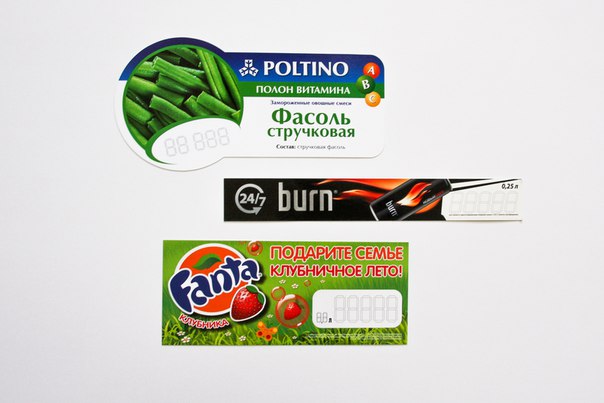 POLTINO
ПОЛОН ВИТАМИНА
A
B
C
Замороженные овощные смеси
Фасоль
стручковая
Состав: стручковая фасоль
24/7
burn
burn
0,25 л
ПОДАРИТЕ СЕМЬЕ
КЛУБНИЧНОЕ ЛЕТО!
Fanta
КЛУБНИКА
л